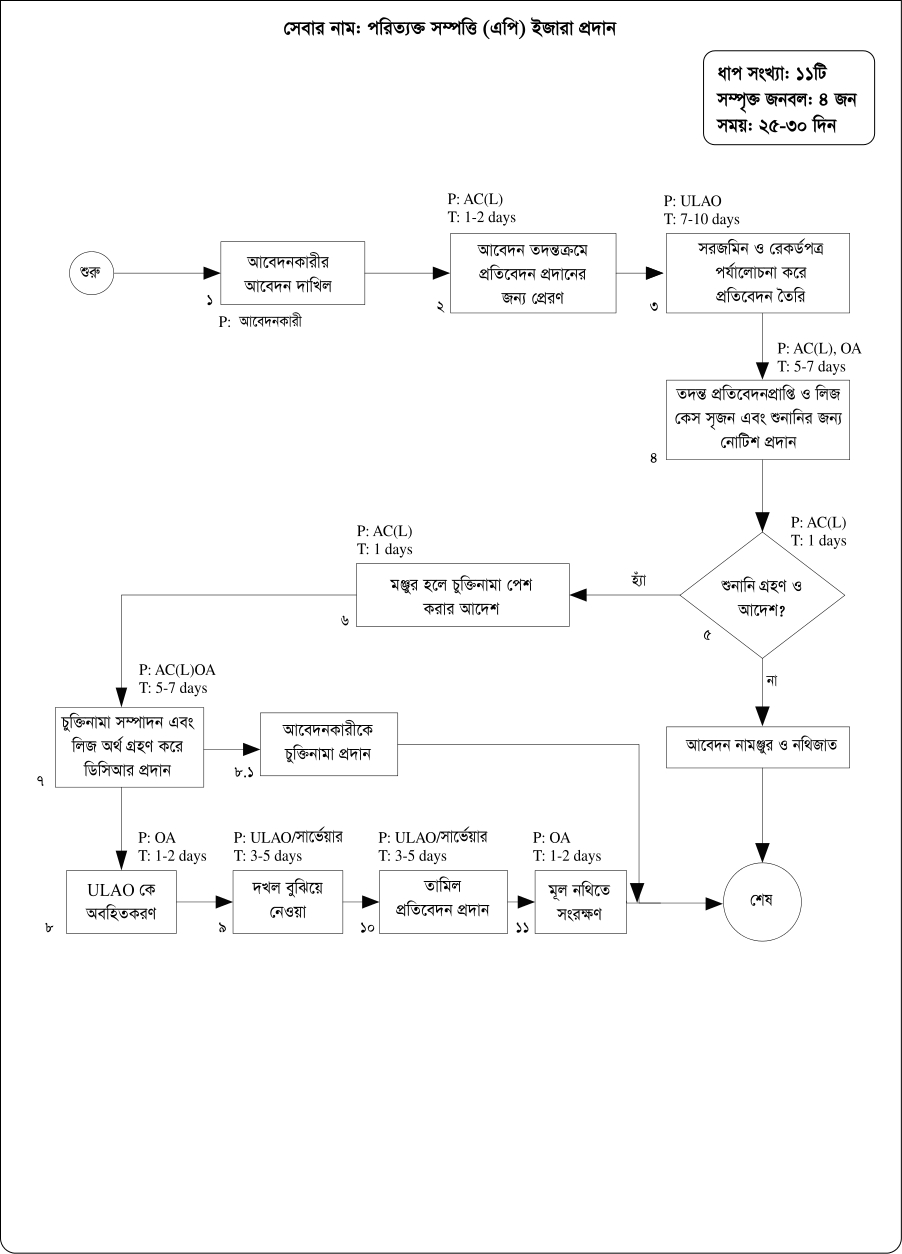 সেবার নাম: পরিত্যক্ত সম্পত্তি (এপি) ইজারা প্রদান
ধাপ সংখ্যা: ১১টি
সম্পৃক্ত জনবল: ৪ জন
সময়: ২৫-৩০ দিন
শুরু
আবেদনকারীর
আবেদন দাখিল
১
P: আবেদনকারী
P: AC(L)
T: 1-2 days
আবেদন তদন্তক্রমে
প্রতিবেদন প্রদানের
জন্য প্রেরণ
২
P: ULAO
T: 7-10 days
সরজমিন ও রেকর্ডপত্র
পর্যালোচনা করে
প্রতিবেদন তৈরি
৩
P: AC(L), OA
T: 5-7 days
তদন্ত প্রতিবেদনপ্রাপ্তি ও লিজ
কেস সৃজন এবং শুনানির জন্য
নোটিশ প্রদান
৪
P: AC(L)
T: 1 days
শুনানি গ্রহণ ও
আদেশ?
৫
হ্যাঁ
না
P: AC(L)
T: 1 days
মঞ্জুর হলে চুক্তিনামা পেশ
করার আদেশ
৬
P: AC(L)OA
T: 5-7 days
চুক্তিনামা সম্পাদন এবং
লিজ অর্থ গ্রহণ করে
ডিসিআর প্রদান
৭
আবেদনকারীকে
চুক্তিনামা প্রদান
৮.১
আবেদন নামঞ্জুর ও নথিজাত
P: OA
T: 1-2 days
ULAO কে
অবহিতকরণ
৮
P: ULAO/সার্ভেয়ার
T: 3-5 days
দখল বুঝিয়ে
নেওয়া
৯
P: ULAO/সার্ভেয়ার
T: 3-5 days
তামিল
প্রতিবেদন প্রদান
১০
P: OA
T: 1-2 days
মূল নথিতে
সংরক্ষণ
১১
শেষ